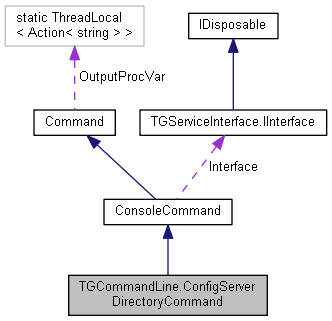 static ThreadLocal
< Action< string > >
IDisposable
OutputProcVar
Command
TGServiceInterface.IInterface
Interface
ConsoleCommand
TGCommandLine.ConfigServer
DirectoryCommand